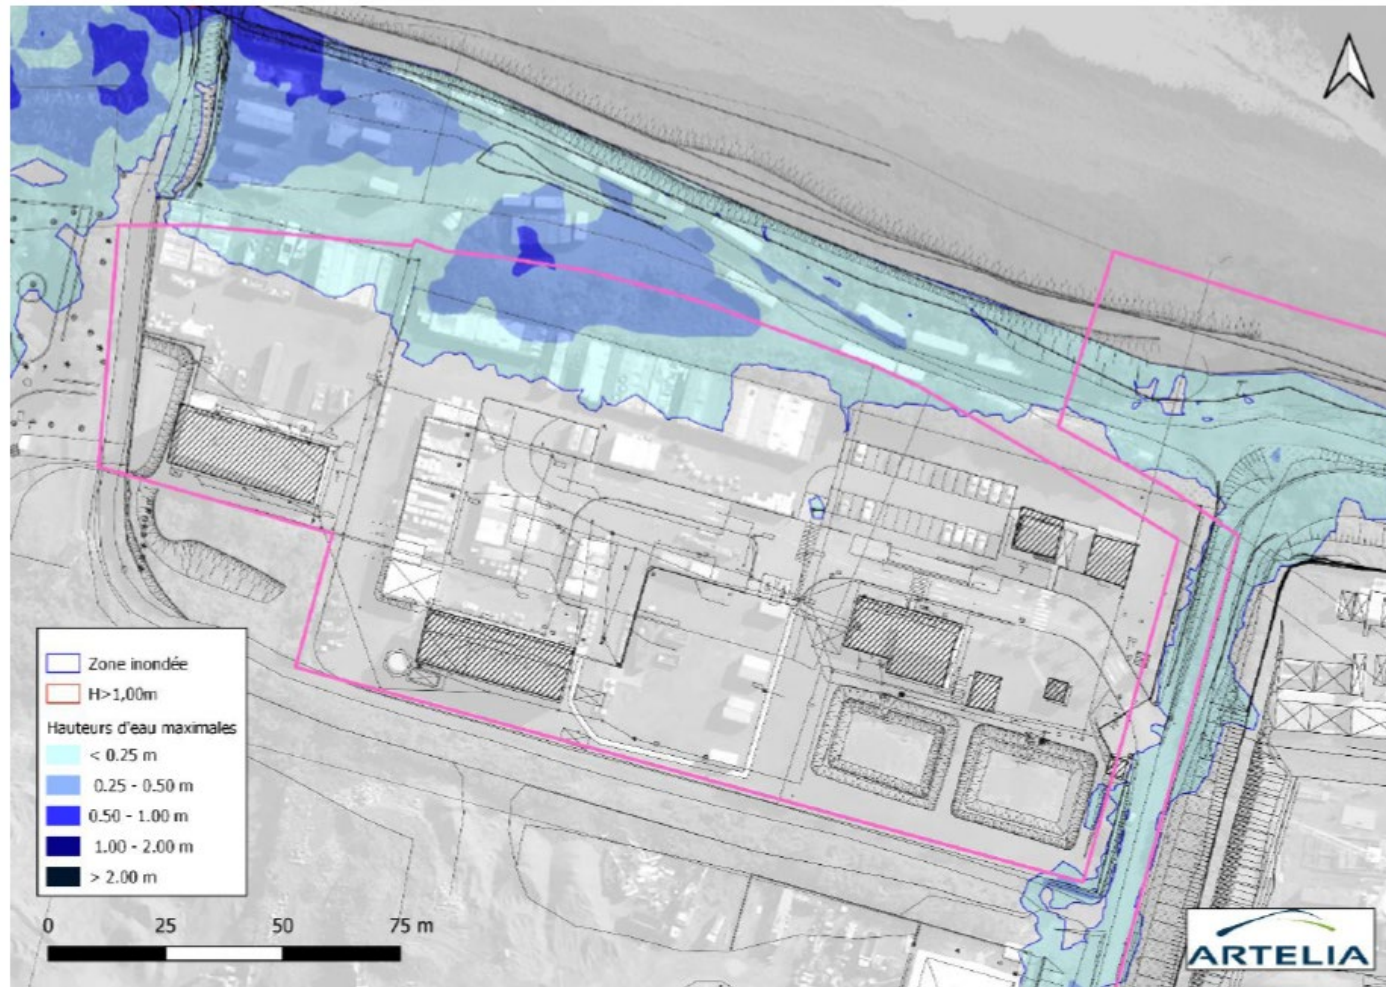 Zone inondée
H>1,00m
Hauteurs d'eau maximales
< 0.25 m
0.25 - 0.50 m
0.50 - 1.00 m
1.00 - 2.00 m
> 2.00 m
0 25 50 75 m
ARTELIA